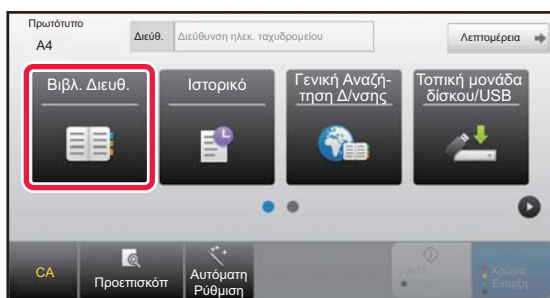 Πρωτότυπο
A4
Διεύθ.
Διεύθυνση ηλεκ. ταχυδρομείου
Λεπτομέρεια
Βιβλ. Διευθ.
Ιστορικό
Γενική Αναζή-
τηση Δ/νσης
Τοπική μονάδα
δίσκου/USB
CA
Προεπισκόπ
Αυτόματη
Ρύθμιση
Χρώμα
Έναρξη